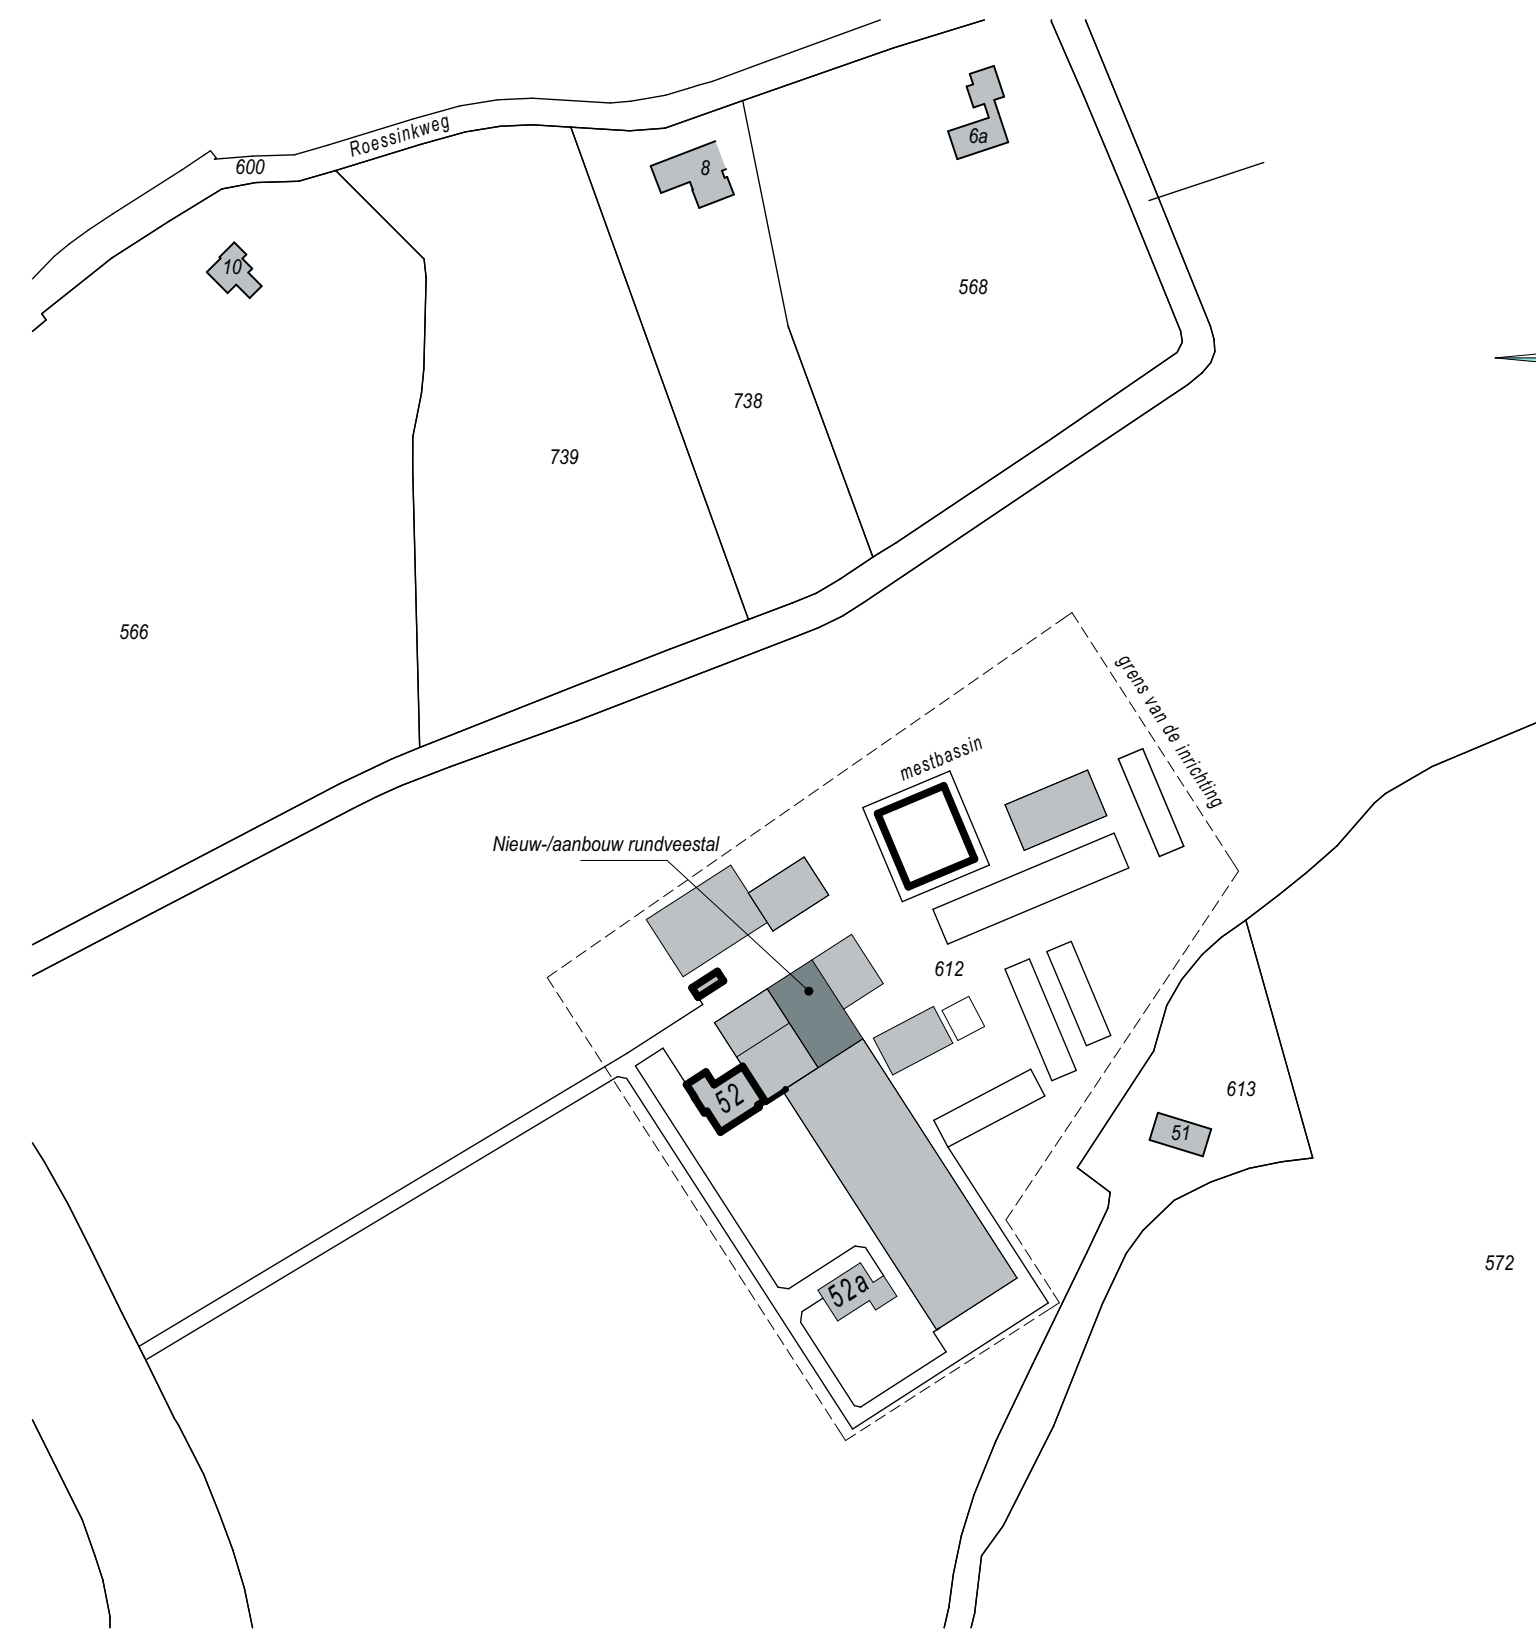 6a
Roessinkweg
600
8
10
568
738
739
566
grens van de inrichting
mestbassin
Nieuw-/aanbouw rundveestal
612
613
52
51
572
52a